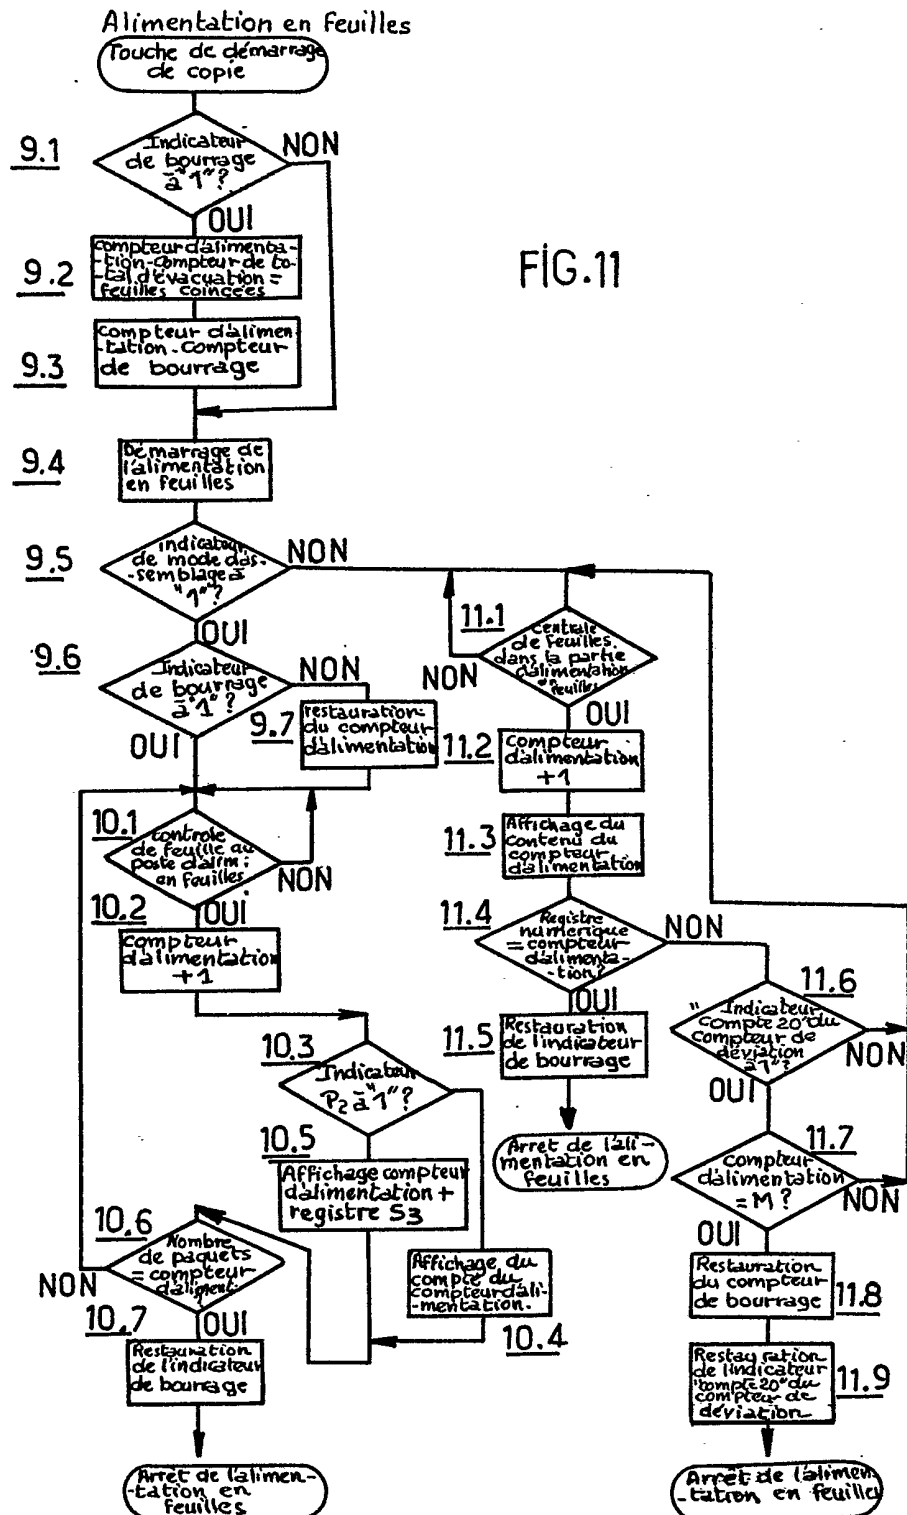 Alimentation en feuilles
Touche de démarrage
de copie
9.1
Indicateur
de bourrage
à "1"?
NON
OUI
9.2
Compteur d'alimenta-
-tion-compteur de to-
-tal d'évacuation =
feuilles coincées
FIG.11
9.3
Compteur d'alimen-
-tation-compteur
de bourrage
9.4
Démarrage de
l'alimentation
en feuilles
9.5
indicateur
de mode d'as-
-semblage à
"1"?
NON
OUI
9.6
Indicateur
de bourrage
à "1"?
NON
OUI
9.7
restauration
du compteur
d'alimentation
10.1
controle
de feuille au
poste d'alim:
en feuilles
NON
OUI
10.2
Compteur
d'alimentation
+1
10.3
Indicateur
P2 à "1"?
10.5
Affichage compteur
d'alimentation +
registre S3
10.6
Nombre
de paquets
= compteur
d'aliment.
NON
OUI
Affichage du
compte du
compteur d'ali-
-mentation.
10.4
10.7
Restauration
de l'indicateur
de bourrage
Arrêt de l'alimen-
-tation en
feuilles
11.1
Centrale
de feuilles
dans la partie
d'alimentation
en feuilles
NON
OUI
11.2
Compteur
d'alimentation
+1
11.3
Affichage du
contenu du
compteur
d'alimentation
11.4
Registre
numérique
= compteur
d'alimenta-
-tion?
NON
OUI
11.5
Restauration
de l'indicateur
de bourrage
Arret de l'ali-
-mentation en
feuilles
11.6
"Indicateur
compte 20" du
compteur de
déviation
à "1"?
NON
OUI
11.7
Compteur
d'alimentation
= M ?
NON
OUI
Restauration
du compteur
de bourrage
11.8
Restauration
de l'indicateur
"compte 20" du
compteur de
déviation
11.9
Arrêt de l'alimen-
-tation en feuilles